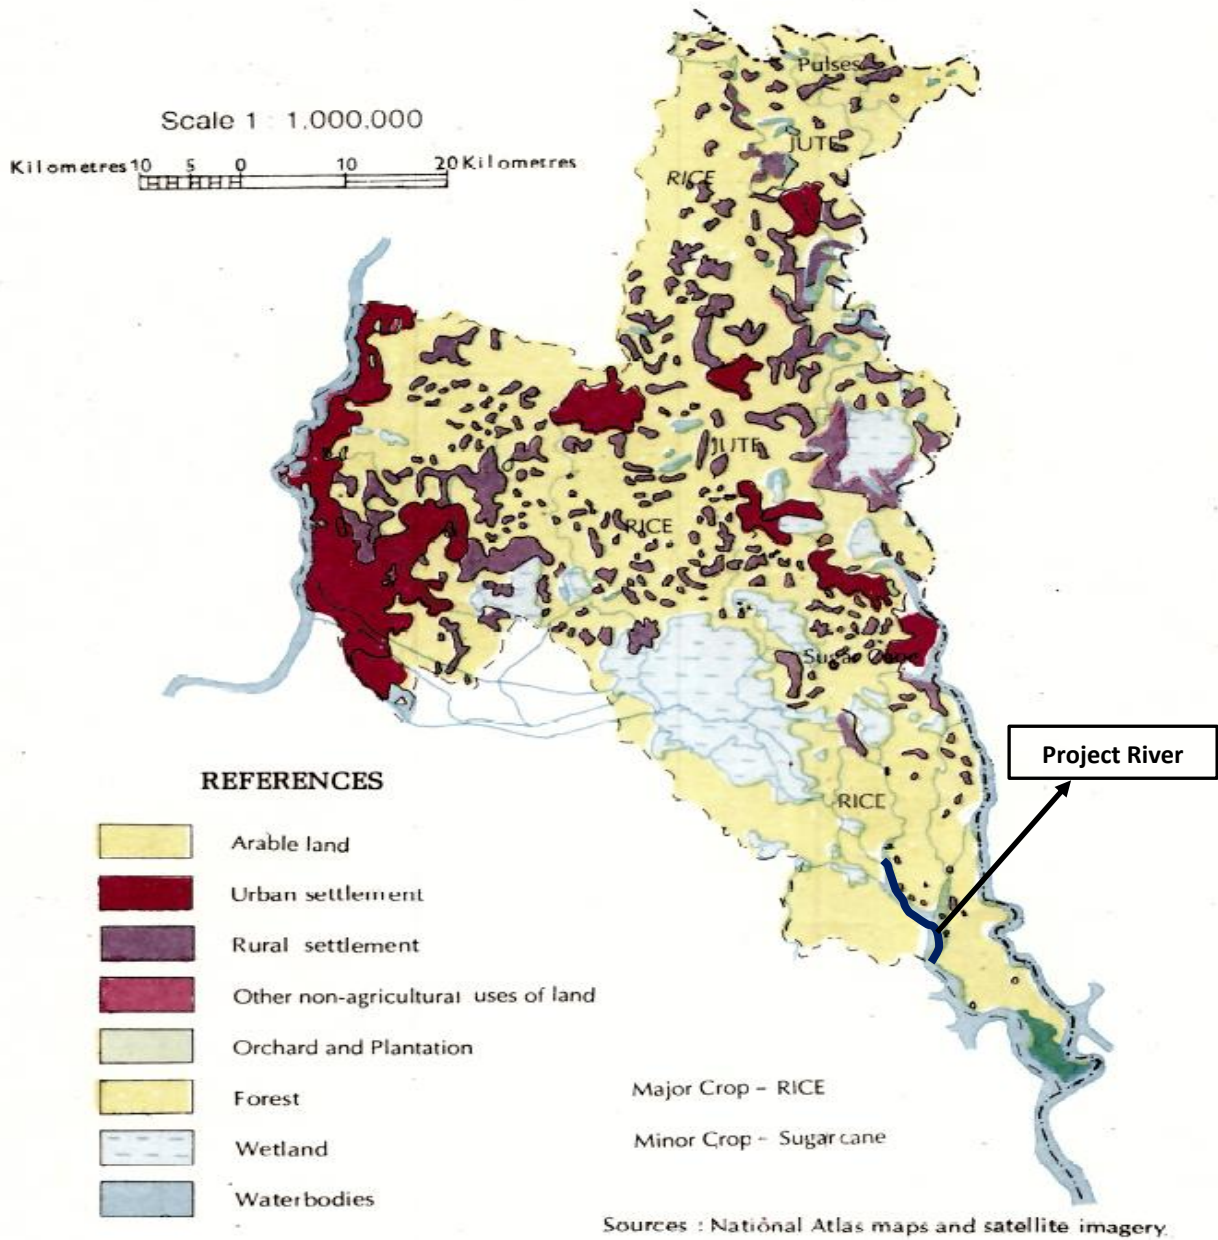 Pulses
Scale 1 : 1,000,000
JUTE
Kilometres 10 5 0 10 20 Kilometres
RICE
JUTE
RICE
Sugar Cane
Project River
REFERENCES
RICE
Arable land
Urban settlement
Rural settlement
Other non-agricultural uses of land
Orchard and Plantation
Forest
Major Crop - RICE
Minor Crop - Sugarcane
Wetland
Waterbodies
Sources : National Atlas maps and satellite imagery.